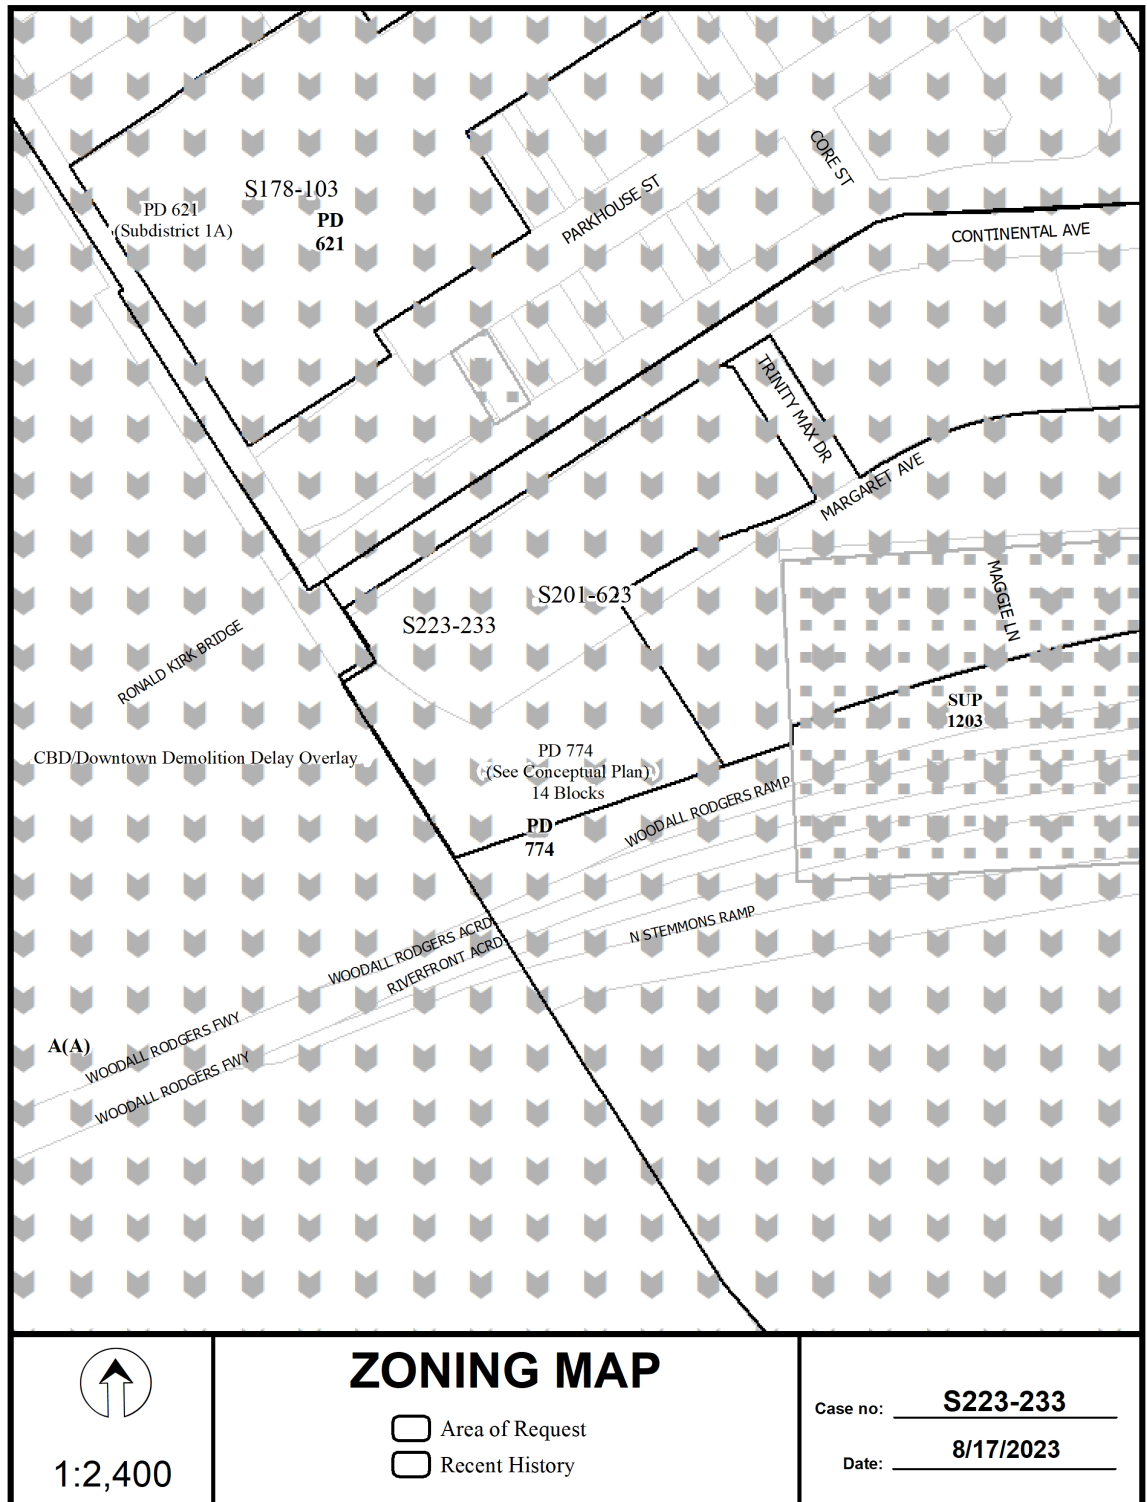 CORE ST
S178-103
PD 621
(Subdistrict 1A)
PD
621
PARKHOUSE ST
CONTINENTAL AVE
TRINITY MAX DR
MARGARET AVE
MAGGIE LN
S201-623
S223-233
RONALD KIRK BRIDGE
SUP
1203
CBD/Downtown Demolition Delay Overlay
PD 774
(See Conceptual Plan)
14 Blocks
PD
774
WOODALL RODGERS RAMP
N STEMMONS RAMP
WOODALL RODGERS ACRD
RIVERFRONT ACRD
A(A)
WOODALL RODGERS FWY
WOODALL RODGERS FWY
1:2,400
ZONING MAP
Area of Request
Recent History
Case no: S223-233
Date: 8/17/2023